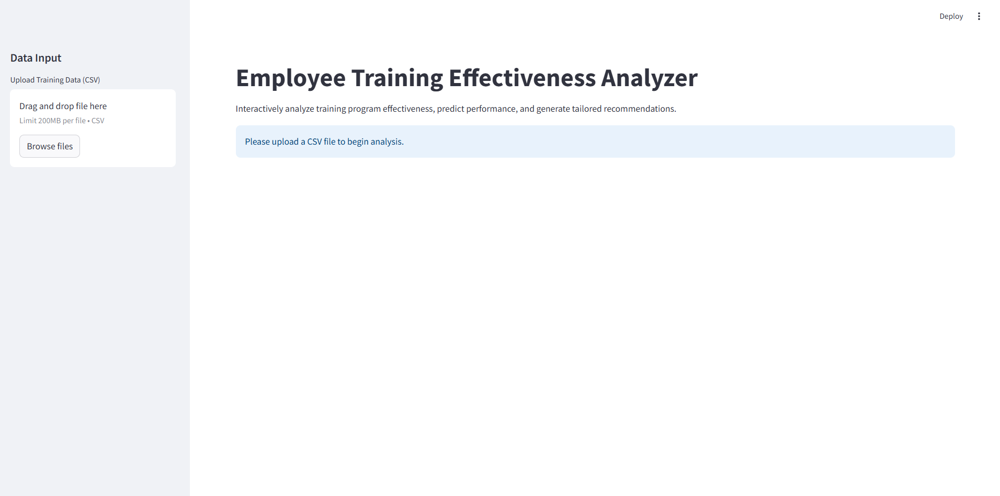 Deploy
Data Input
Upload Training Data (CSV)
Drag and drop file here
Limit 200MB per file • CSV
Browse files
Employee Training Effectiveness Analyzer
Interactively analyze training program effectiveness, predict performance, and generate tailored recommendations.
Please upload a CSV file to begin analysis.